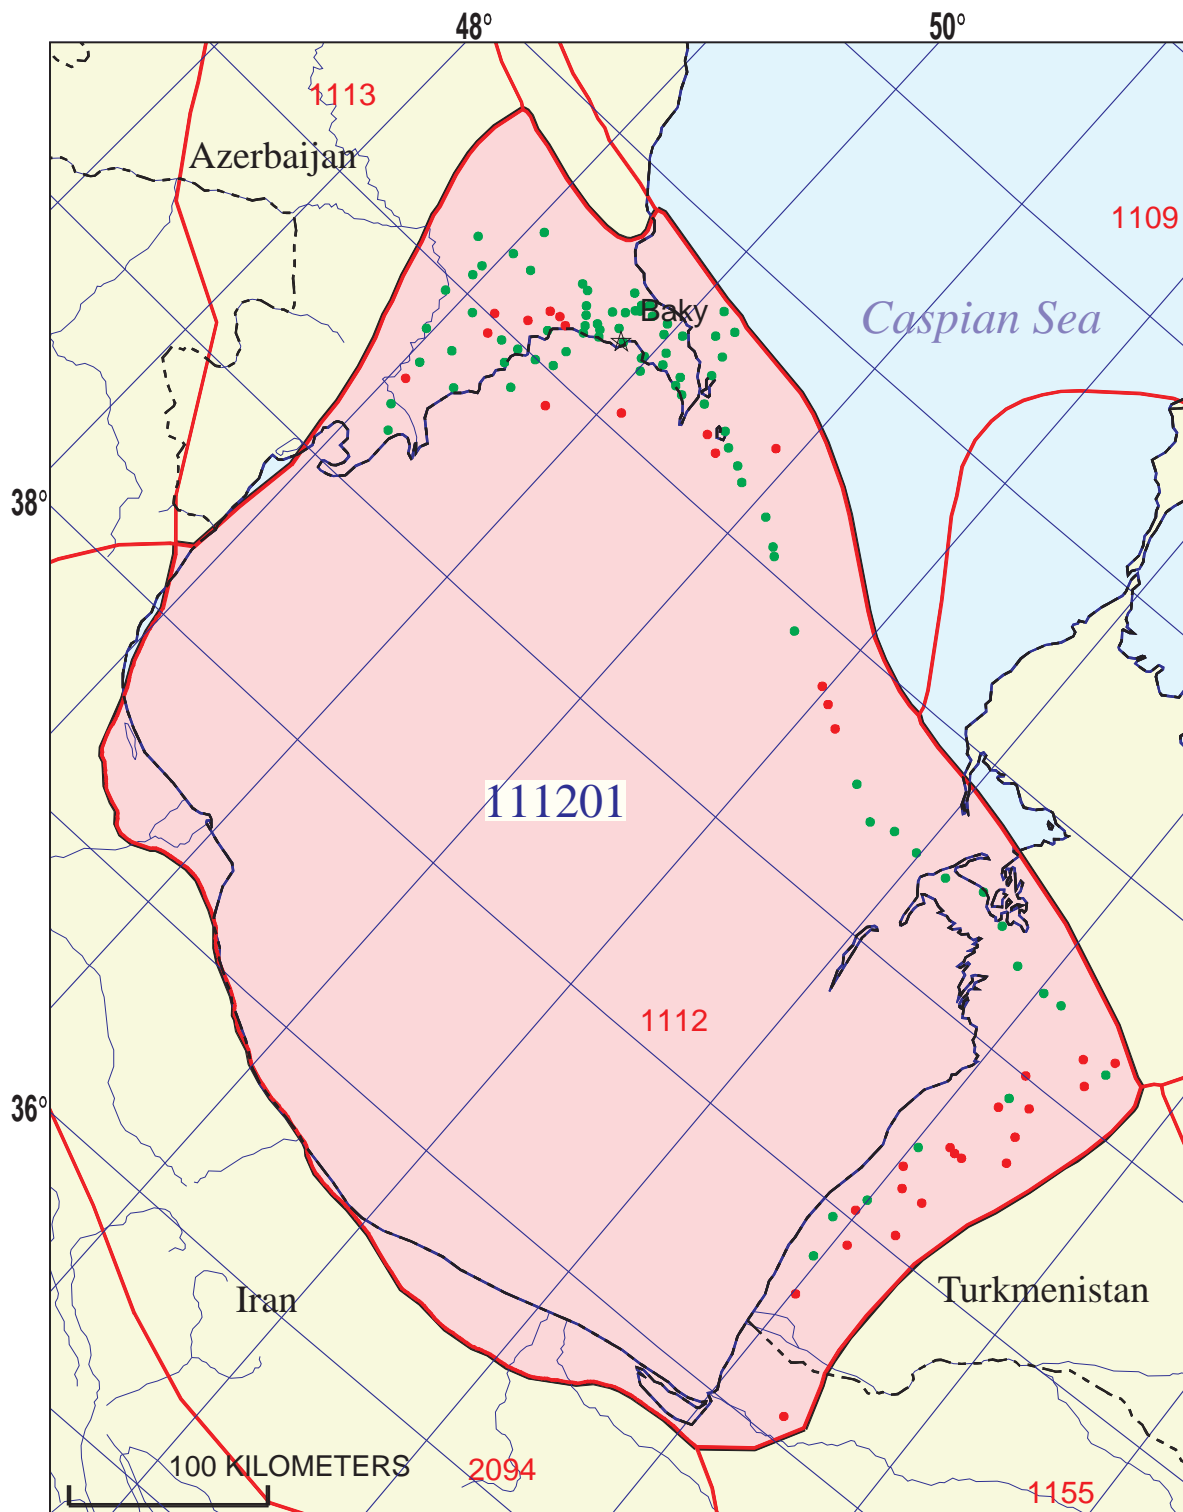 48°
50°
1113
Azerbaijan
1109
Baky
Caspian Sea
38°
111201
1112
36°
Iran
Turkmenistan
100 KILOMETERS
2094
1155